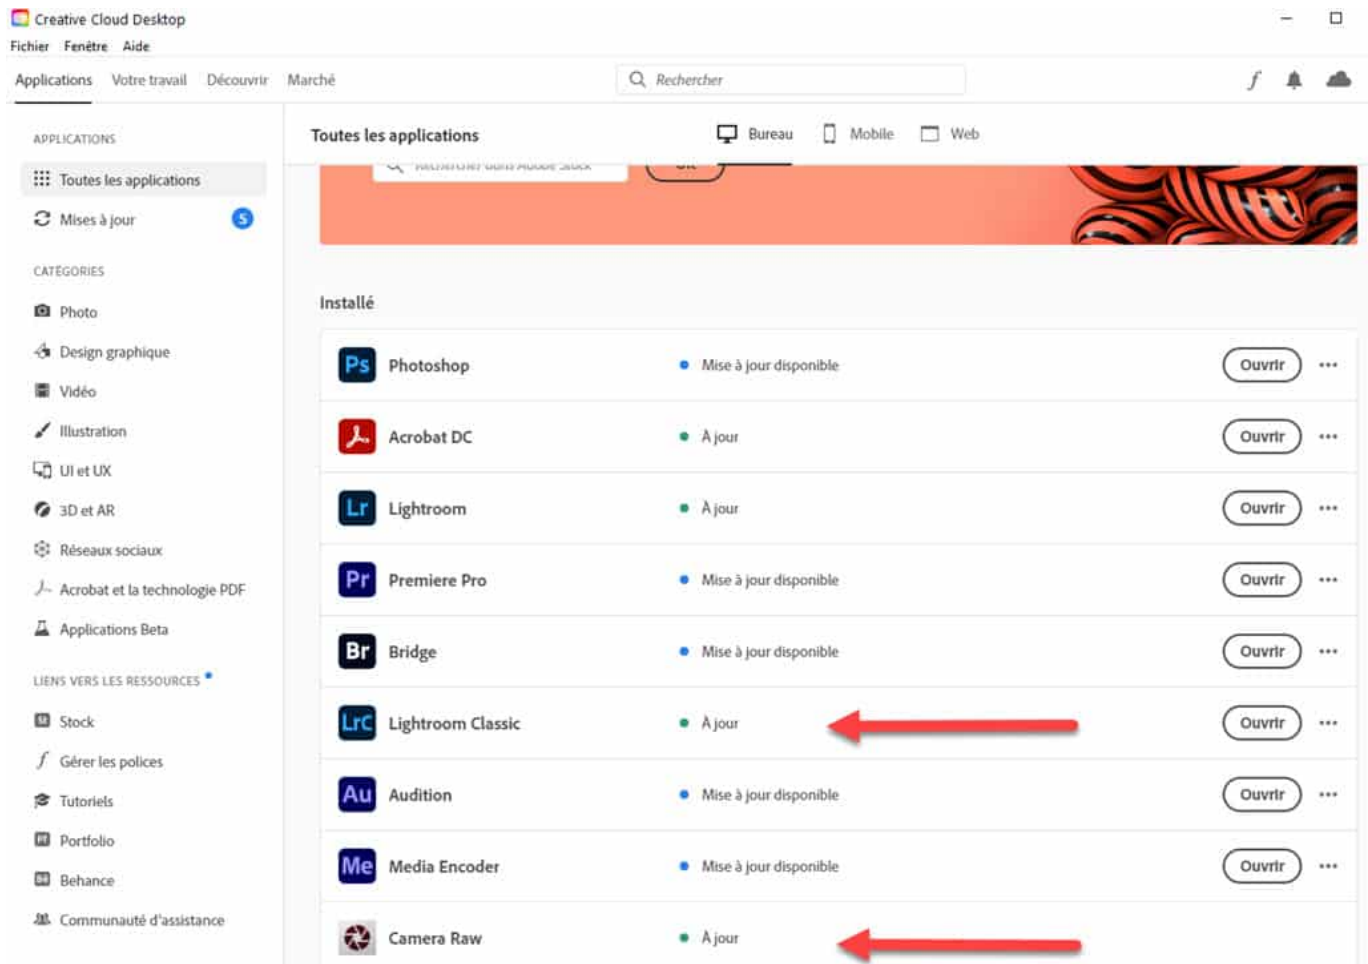 Creative Cloud Desktop
Fichier Fenêtre Aide
Applications Votre travail Découvrir Marché
Rechercher
APPLICATIONS
Toutes les applications
Mises à jour 5
CATÉGORIES
Photo
Design graphique
Vidéo
Illustration
UI et UX
3D et AR
Réseaux sociaux
Acrobat et la technologie PDF
Applications Beta
LIENS VERS LES RESSOURCES
St Stock
Gérer les polices
Tutoriels
Portfolio
Behance
Communauté d'assistance
Toutes les applications
Bureau Mobile Web
Rechercher dans Adobe Stock
Installé
Ps Photoshop Mise à jour disponible Ouvrir
Acrobat DC À jour Ouvrir
Lr Lightroom À jour Ouvrir
Pr Premiere Pro Mise à jour disponible Ouvrir
Br Bridge Mise à jour disponible Ouvrir
LrC Lightroom Classic À jour Ouvrir
Au Audition Mise à jour disponible Ouvrir
Me Media Encoder Mise à jour disponible Ouvrir
Camera Raw À jour